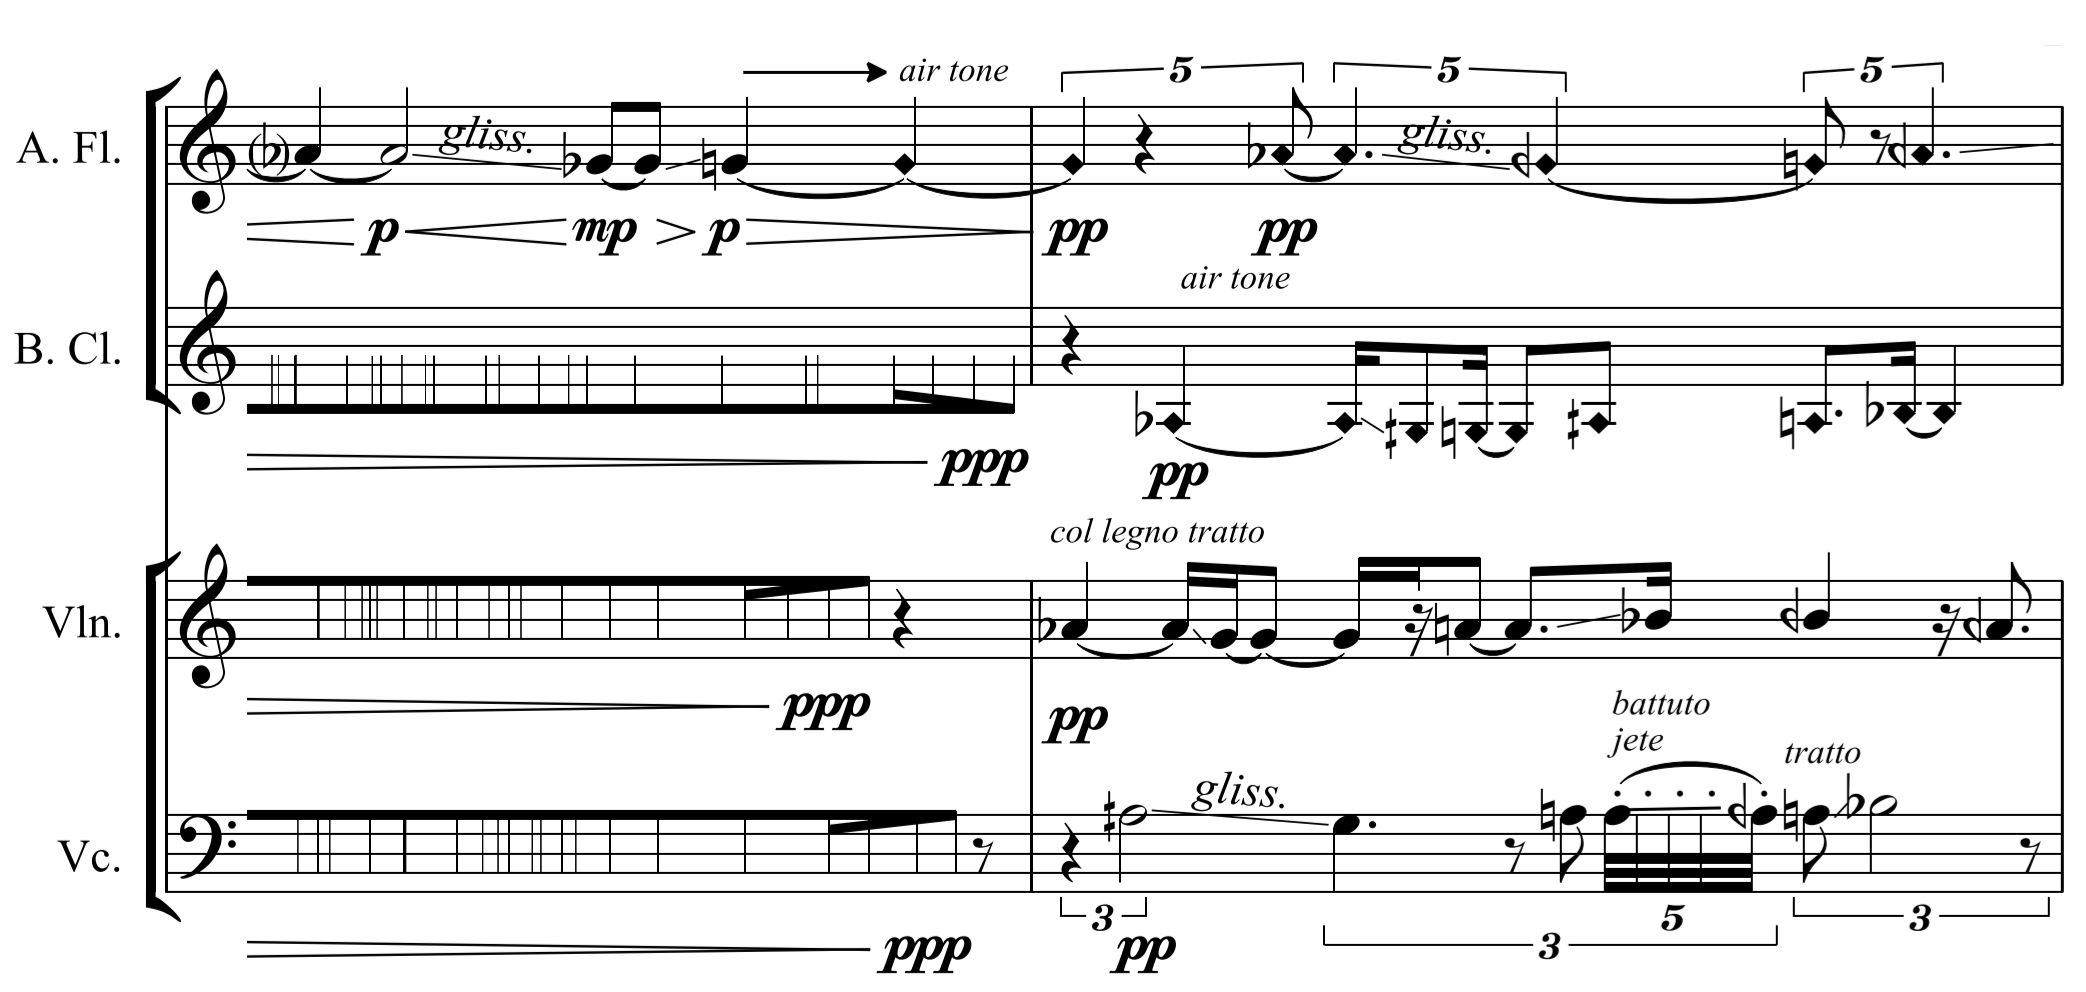 air tone 5 5 5
A. Fl. gliss. gliss.
p mp p pp pp
air tone
B. Cl.
ppp pp
col legno tratto
Vln.
ppp pp
battuto
jete tratto
gliss.
Vc.
3 5 3
3
ppp pp